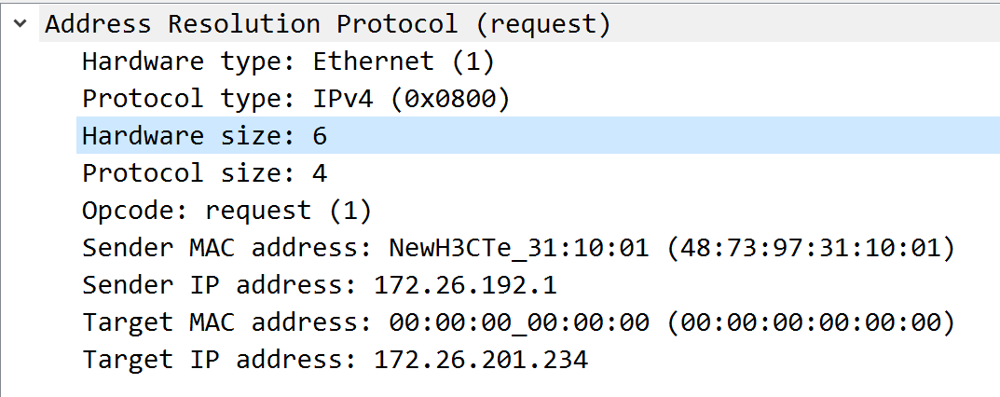 Address Resolution Protocol (request)
Hardware type: Ethernet (1)
Protocol type: IPv4 (0x0800)
Hardware size: 6
Protocol size: 4
Opcode: request (1)
Sender MAC address: NewH3CTe_31:10:01 (48:73:97:31:10:01)
Sender IP address: 172.26.192.1
Target MAC address: 00:00:00_00:00:00 (00:00:00:00:00:00)
Target IP address: 172.26.201.234